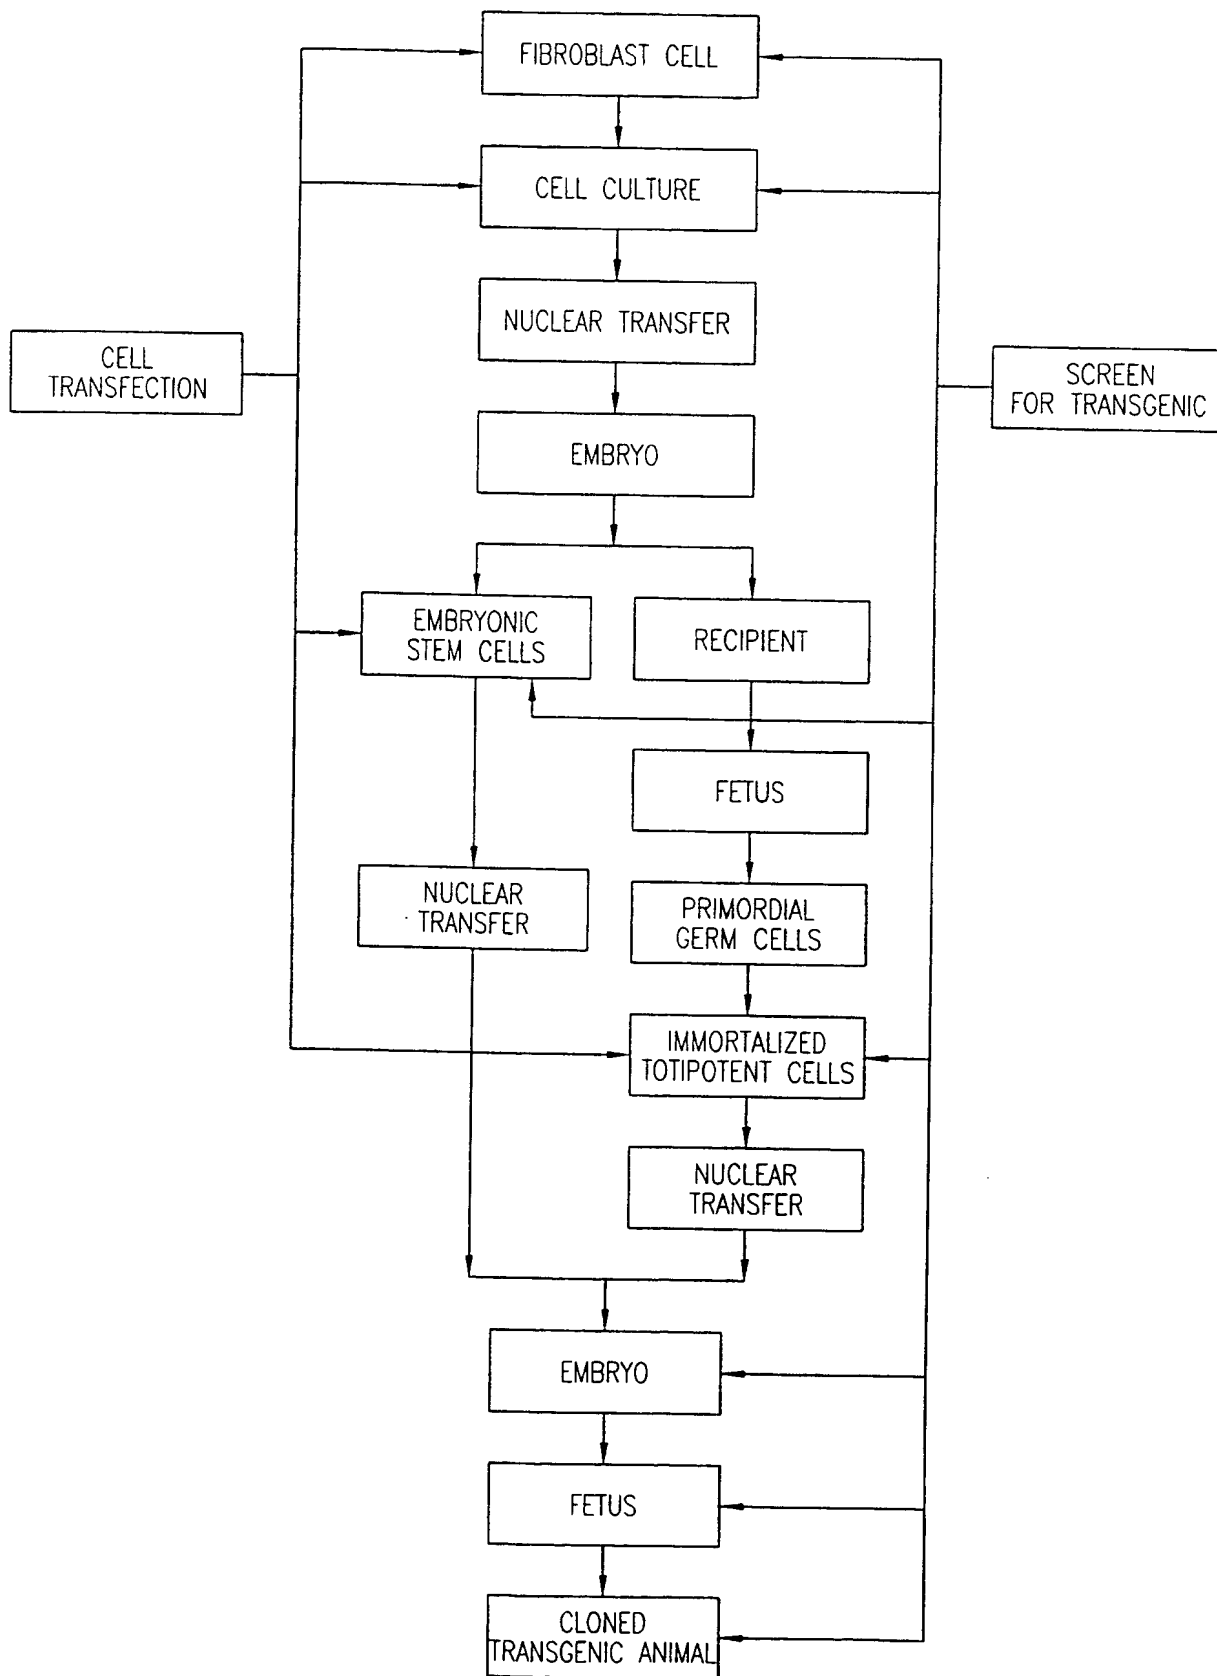 FIBROBLAST CELL
CELL CULTURE
NUCLEAR TRANSFER
CELL
TRANSFECTION
SCREEN
FOR TRANSGENIC
EMBRYO
EMBRYONIC
STEM CELLS
RECIPIENT
FETUS
NUCLEAR
TRANSFER
PRIMORDIAL
GERM CELLS
IMMORTALIZED
TOTIPOTENT CELLS
NUCLEAR
TRANSFER
EMBRYO
FETUS
CLONED
TRANSGENIC ANIMAL